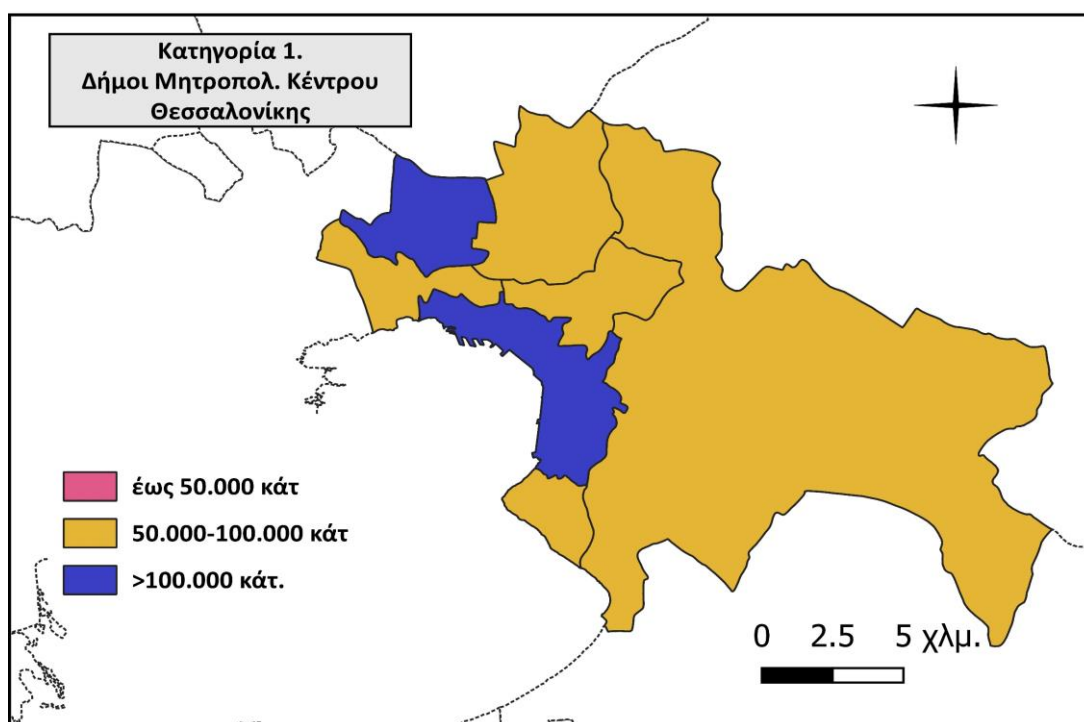 Κατηγορία 1.
Δήμοι Μητροπολ. Κέντρου
Θεσσαλονίκης
έως 50.000 κάτ
50.000-100.000 κάτ
>100.000 κάτ.
0 2.5 5 χλμ.